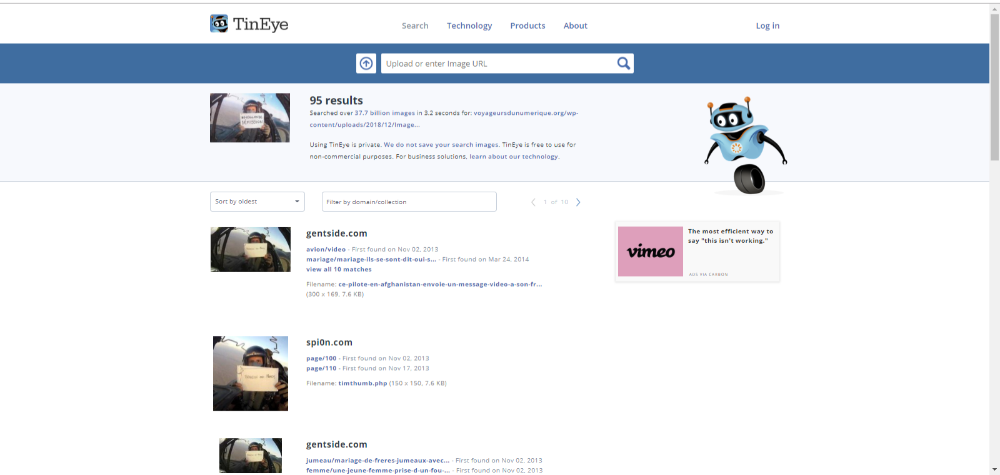 TinEye
Search Technology Products About Log in
Upload or enter Image URL
#HOLLANDE
DÉMISSION
95 results
Searched over 37.7 billion images in 3.2 seconds for: voyageursdunumerique.org/wp-
content/uploads/2018/12/Image...
Using TinEye is private. We do not save your search images. TinEye is free to use for
non-commercial purposes. For business solutions, learn about our technology.
Sort by oldest
Filter by domain/collection
1 of 10
gentside.com
avion/video - First found on Nov 02, 2013
mariage/mariage-ils-se-sont-dit-oui-s... - First found on Mar 24, 2014
view all 10 matches
Filename: ce-pilote-en-afghanistan-envoie-un-message-video-a-son-fr...
(300 x 169, 7.6 KB)
vimeo
The most efficient way to
say "this isn't working."
ADS VIA CARBON
spi0n.com
page/100 - First found on Nov 02, 2013
page/110 - First found on Nov 17, 2013
Filename: timthumb.php (150 x 150, 7.6 KB)
gentside.com
jumeau/mariage-de-freres-jumeaux-avec... - First found on Nov 02, 2013
femme/une-jeune-femme-prise-d-un-fou-... - First found on Nov 02, 2013